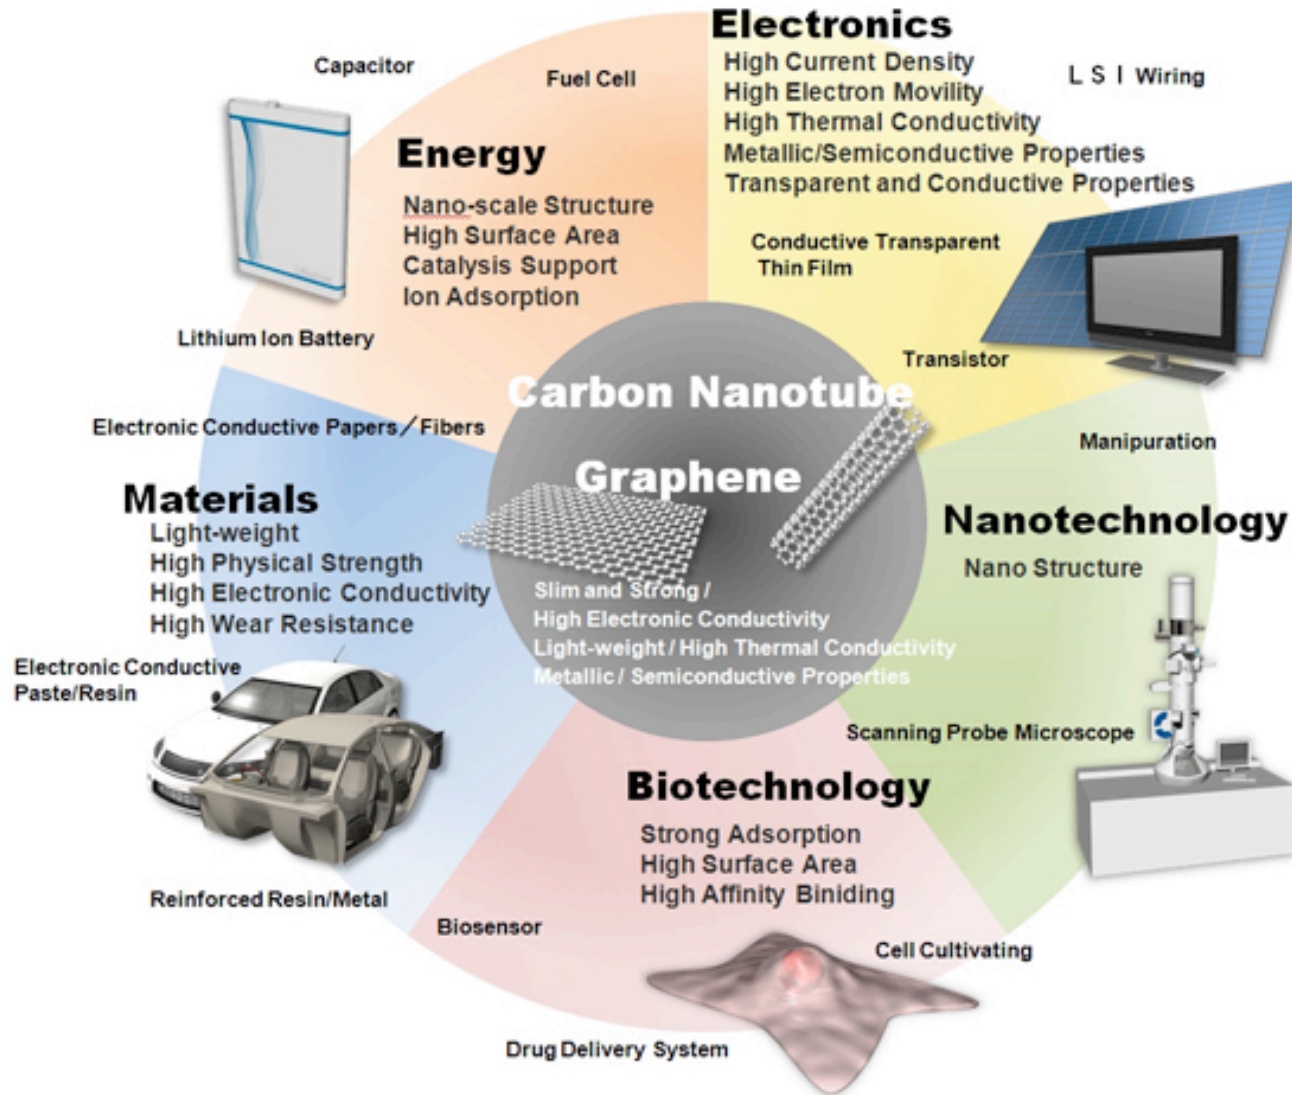 Electronics
High Current Density
High Electron Movility
High Thermal Conductivity
Metallic/Semiconductive Properties
Transparent and Conductive Properties
LSI Wiring
Conductive Transparent
Thin Film
Transistor
Capacitor
Fuel Cell
Energy
Nano-scale Structure
High Surface Area
Catalysis Support
Ion Adsorption
Lithium Ion Battery
Carbon Nanotube
Graphene
Slim and Strong /
High Electronic Conductivity
Light-weight / High Thermal Conductivity
Metallic / Semiconductive Properties
Electronic Conductive Papers／Fibers
Materials
Light-weight
High Physical Strength
High Electronic Conductivity
High Wear Resistance
Electronic Conductive
Paste/Resin
Reinforced Resin/Metal
Manipuration
Nanotechnology
Nano Structure
Scanning Probe Microscope
Biotechnology
Strong Adsorption
High Surface Area
High Affinity Biniding
Biosensor
Cell Cultivating
Drug Delivery System